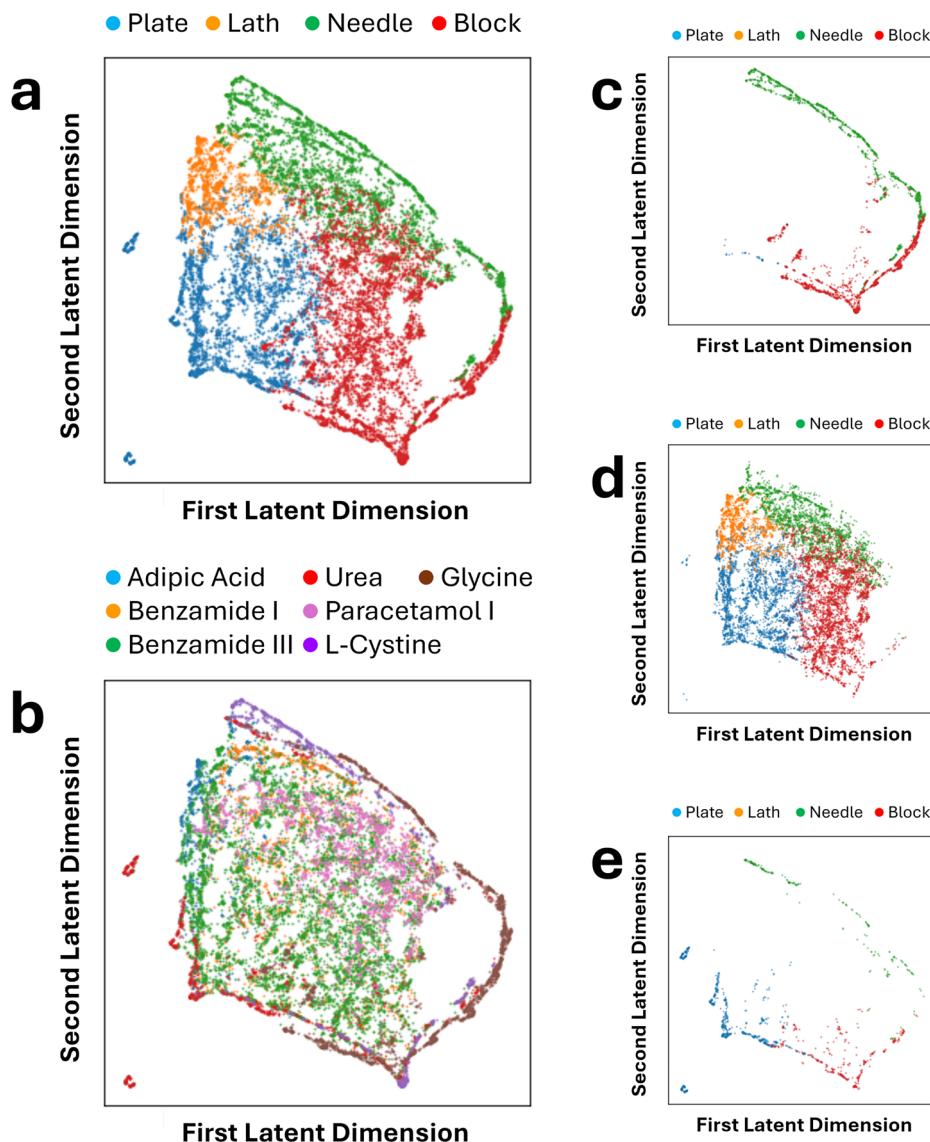 Plate Lath Needle Block
a
Second Latent Dimension
First Latent Dimension
Adipic Acid Urea Glycine
Benzamide I Paracetamol I
Benzamide III L-Cystine
b
Second Latent Dimension
First Latent Dimension
Plate Lath Needle Block
c
Second Latent Dimension
First Latent Dimension
Plate Lath Needle Block
d
Second Latent Dimension
First Latent Dimension
Plate Lath Needle Block
e
Second Latent Dimension
First Latent Dimension